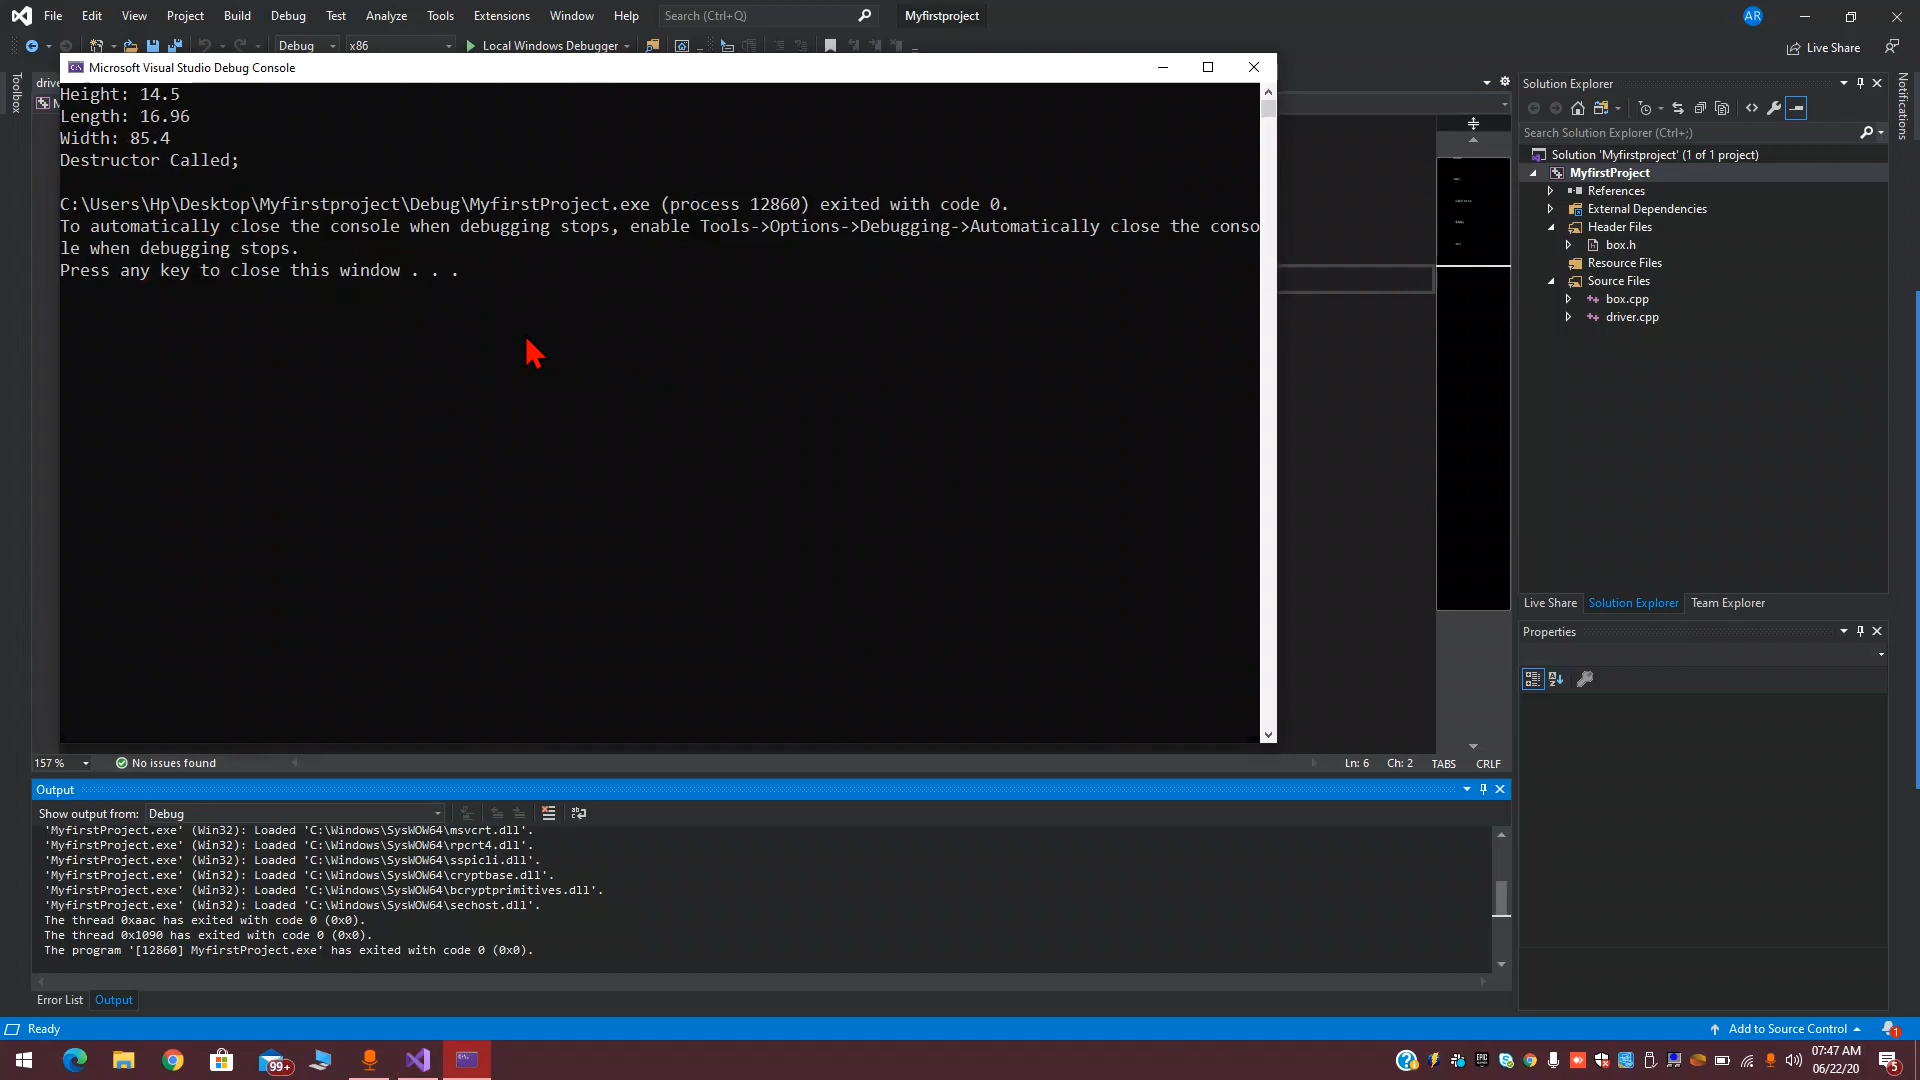 File Edit View Project Build Debug Test Analyze Tools Extensions Window Help Search (Ctrl+Q) Myfirstproject AR
Debug x86 Local Windows Debugger Live Share
Microsoft Visual Studio Debug Console
Toolbox
Height: 14.5
Length: 16.96
Width: 85.4
Destructor Called;
C:\Users\Hp\Desktop\Myfirstproject\Debug\MyfirstProject.exe (process 12860) exited with code 0.
To automatically close the console when debugging stops, enable Tools->Options->Debugging->Automatically close the conso
le when debugging stops.
Press any key to close this window . . .
Solution Explorer
Search Solution Explorer (Ctrl+;)
Solution 'Myfirstproject' (1 of 1 project)
MyfirstProject
References
External Dependencies
Header Files
box.h
Resource Files
Source Files
box.cpp
driver.cpp
Notifications
Live Share Solution Explorer Team Explorer
Properties
157 % No issues found Ln: 6 Ch: 2 TABS CRLF
Output
Show output from: Debug
'MyfirstProject.exe' (Win32): Loaded 'C:\Windows\SysWOW64\msvcrt.dll'.
'MyfirstProject.exe' (Win32): Loaded 'C:\Windows\SysWOW64\rpcrt4.dll'.
'MyfirstProject.exe' (Win32): Loaded 'C:\Windows\SysWOW64\sspicli.dll'.
'MyfirstProject.exe' (Win32): Loaded 'C:\Windows\SysWOW64\cryptbase.dll'.
'MyfirstProject.exe' (Win32): Loaded 'C:\Windows\SysWOW64\bcryptprimitives.dll'.
'MyfirstProject.exe' (Win32): Loaded 'C:\Windows\SysWOW64\sechost.dll'.
The thread 0xaac has exited with code 0 (0x0).
The thread 0x1090 has exited with code 0 (0x0).
The program '[12860] MyfirstProject.exe' has exited with code 0 (0x0).
Error List Output
Ready Add to Source Control 1
99+ 07:47 AM
06/22/20 5